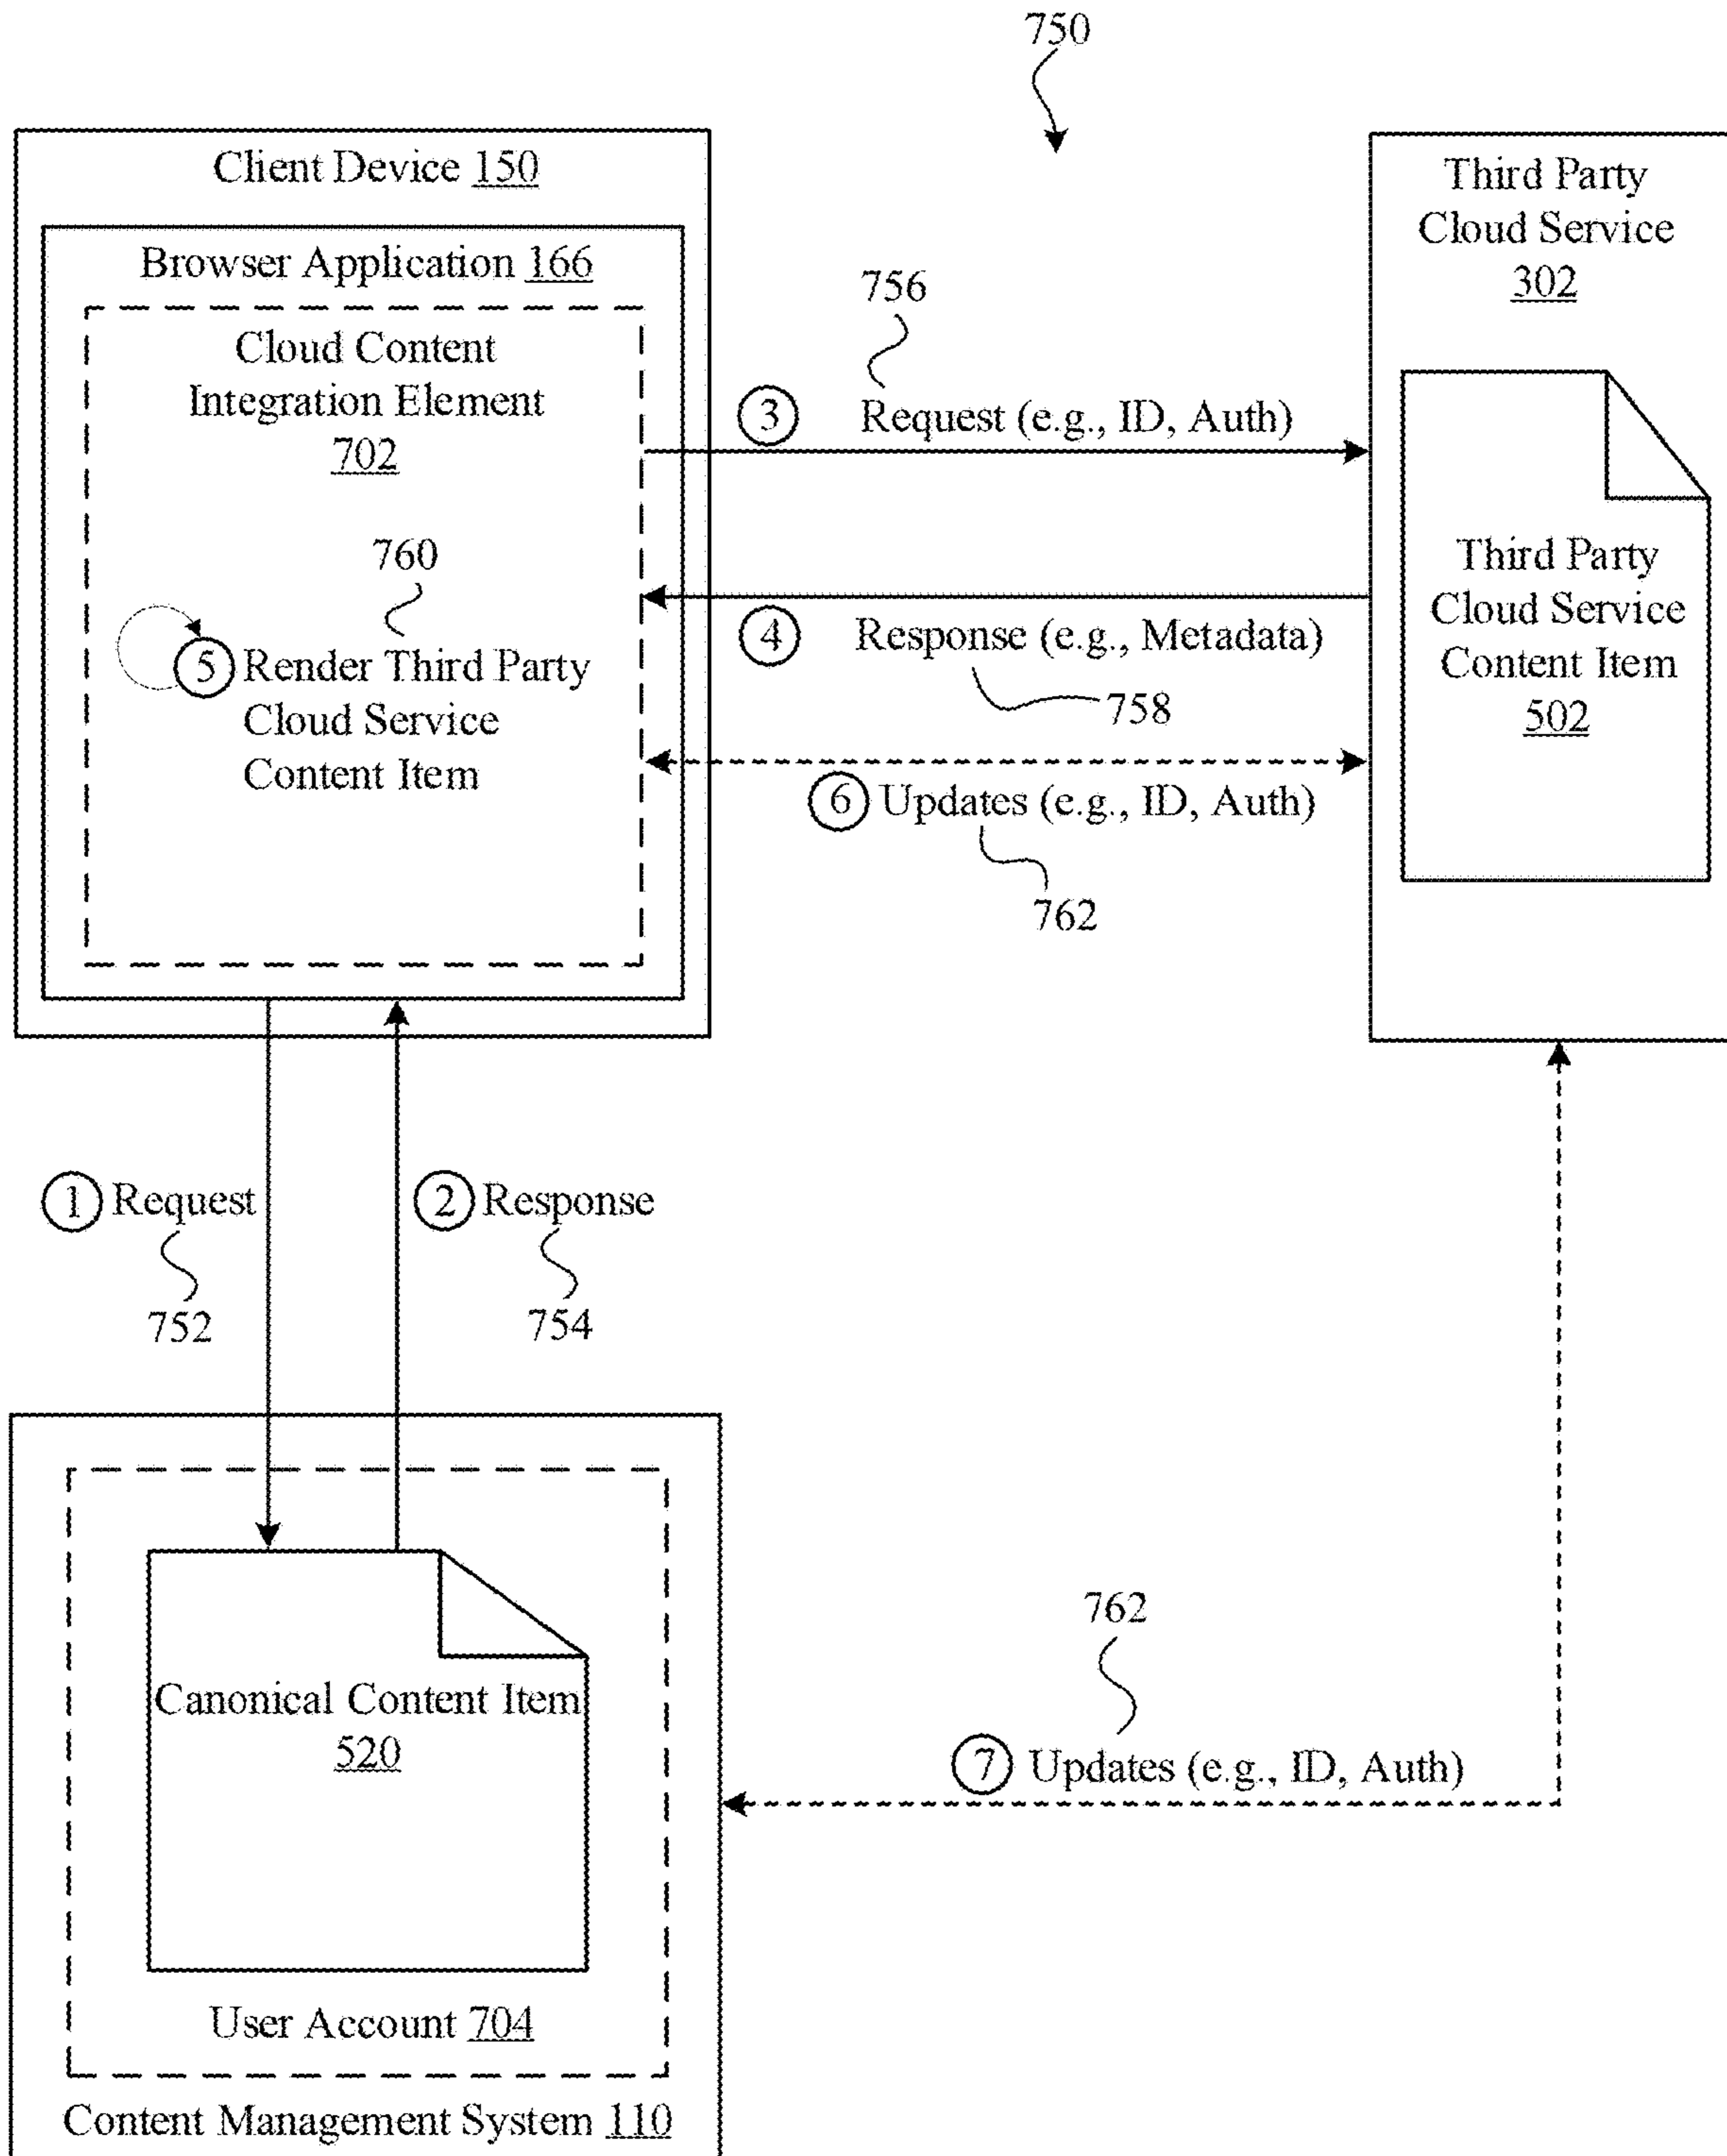 750
Client Device 150
Browser Application 166
Cloud Content
Integration Element
702
760
5 Render Third Party
Cloud Service
Content Item
756
3 Request (e.g., ID, Auth)
4 Response (e.g., Metadata)
758
6 Updates (e.g., ID, Auth)
762
Third Party
Cloud Service
302
Third Party
Cloud Service
Content Item
502
1 Request
752
2 Response
754
Canonical Content Item
520
User Account 704
Content Management System 110
762
7 Updates (e.g., ID, Auth)